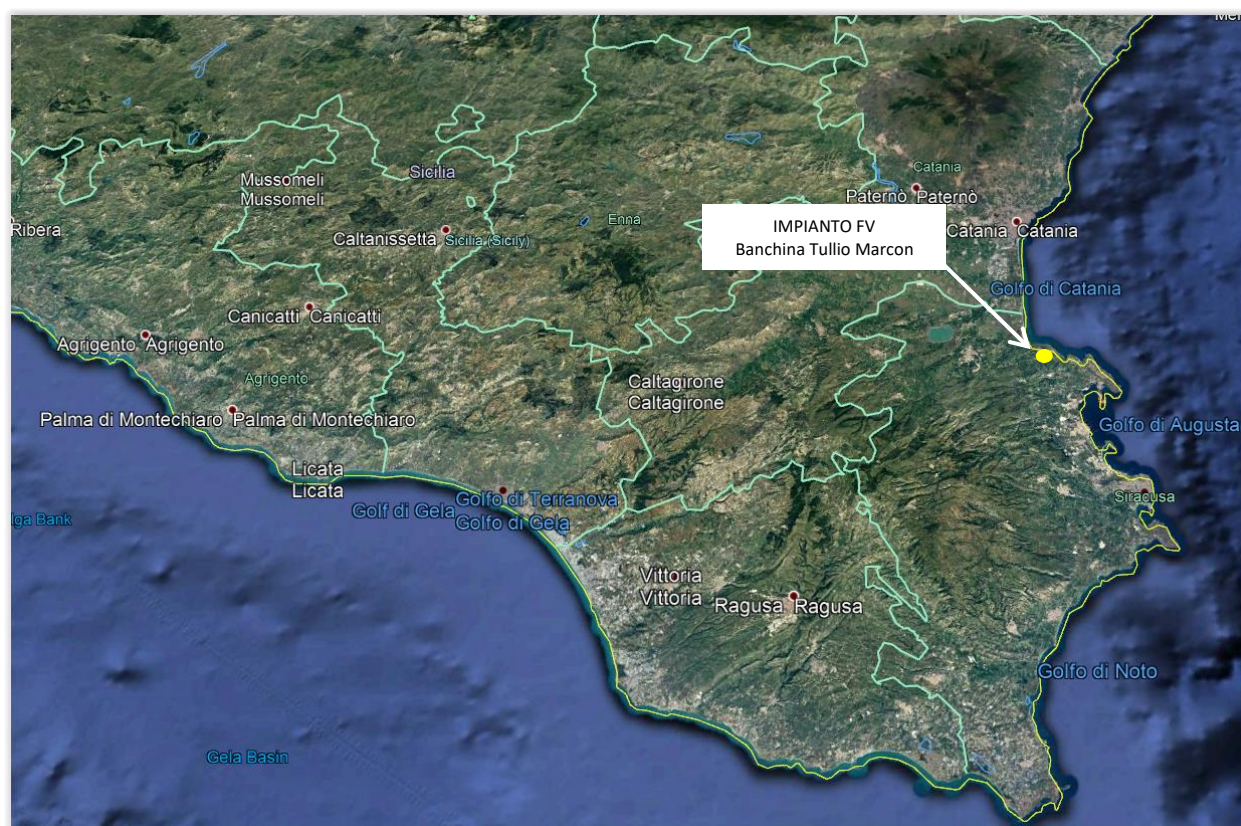 Me
Catania
Mussomeli
Mussomeli
Sicilia
Paternò Paternò
Enna
Ribera
IMPIANTO FV
Banchina Tullio Marcon
Catania Catania
Caltanissetta
Sicilia (Sicily)
Golfo di Catania
Canicatti Canicatti
Agrigento Agrigento
Agrigento
Caltagirone
Caltagirone
Palma di Montechiaro Palma di Montechiaro
Golfo di Augusta
Licata
Licata
Siracusa
Golfo di Terranova
Golf di Gela
Golfo di Gela
lga Bank
Vittoria
Vittoria
Ragusa Ragusa
Golfo di Noto
Gela Basin